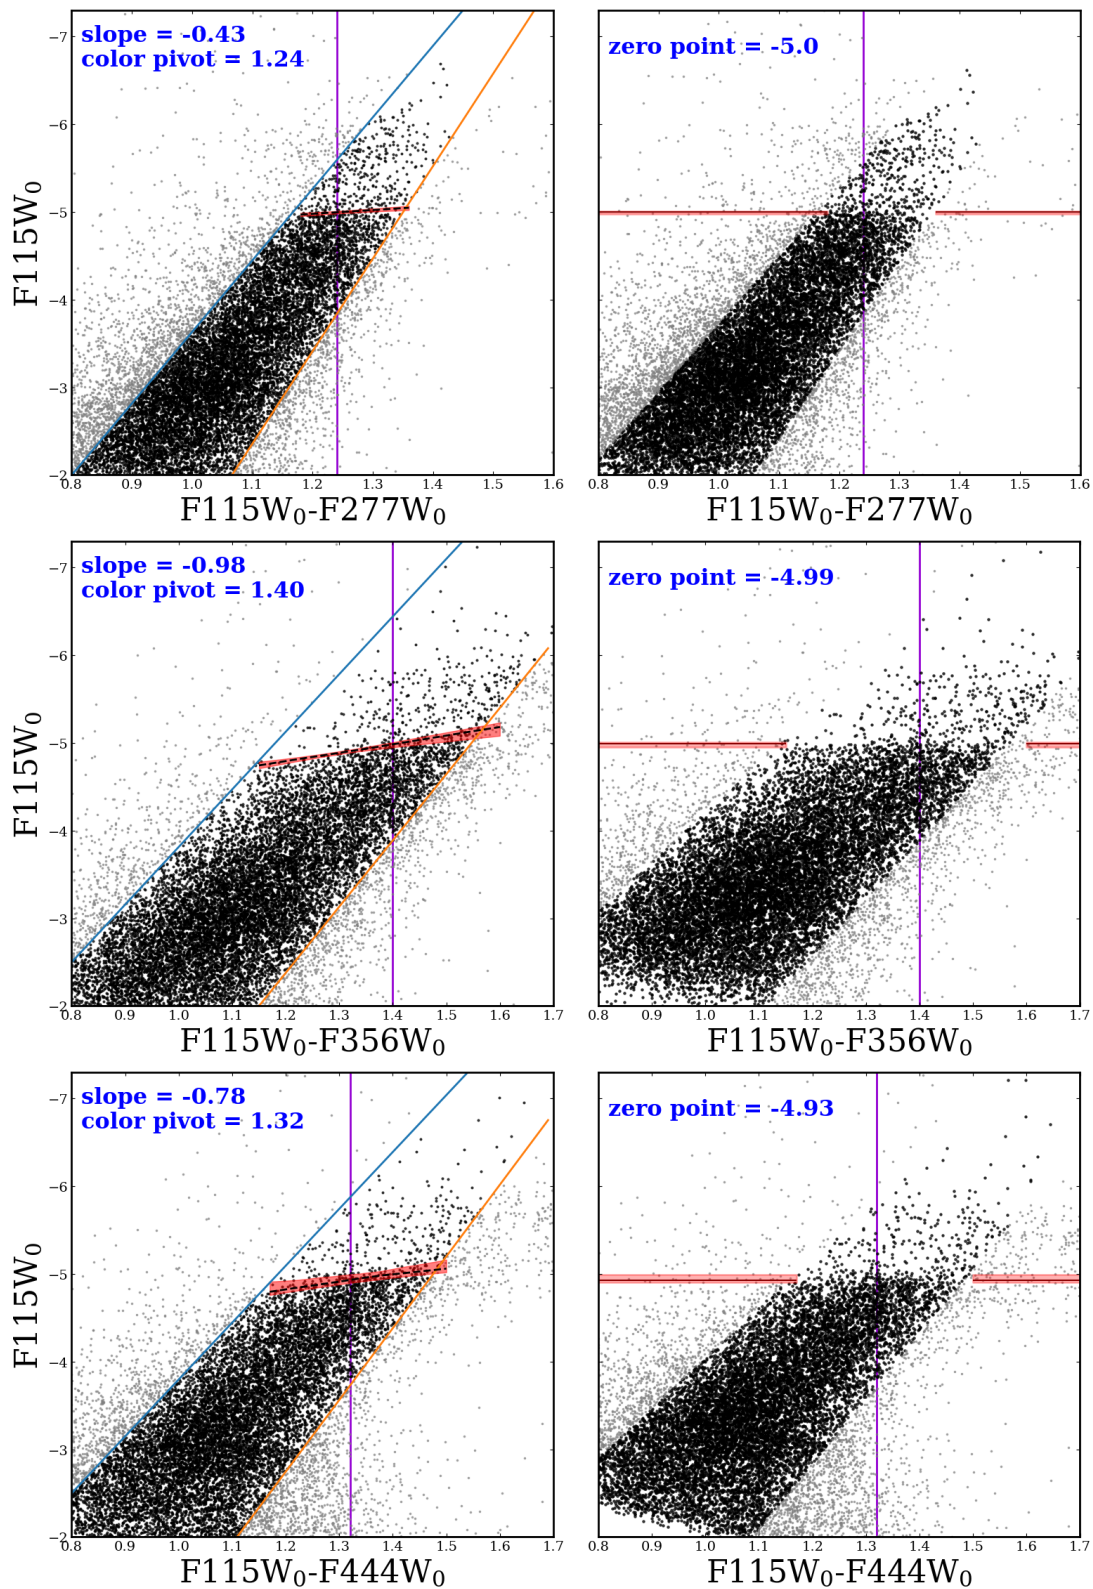 slope = -0.43
color pivot = 1.24
zero point = -5.0
−7
−6
−5
−4
−3
−2
F115W0
0.8 0.9 1.0 1.1 1.2 1.3 1.4 1.5 1.6
0.8 0.9 1.0 1.1 1.2 1.3 1.4 1.5 1.6
F115W0-F277W0
F115W0-F277W0
slope = -0.98
color pivot = 1.40
zero point = -4.99
−7
−6
−5
−4
−3
−2
F115W0
0.8 0.9 1.0 1.1 1.2 1.3 1.4 1.5 1.6 1.7
0.8 0.9 1.0 1.1 1.2 1.3 1.4 1.5 1.6 1.7
F115W0-F356W0
F115W0-F356W0
slope = -0.78
color pivot = 1.32
zero point = -4.93
−7
−6
−5
−4
−3
−2
F115W0
0.8 0.9 1.0 1.1 1.2 1.3 1.4 1.5 1.6 1.7
0.8 0.9 1.0 1.1 1.2 1.3 1.4 1.5 1.6 1.7
F115W0-F444W0
F115W0-F444W0